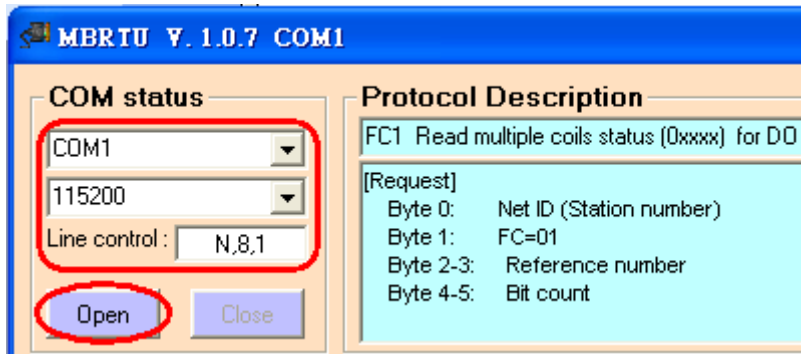 MBRTU V. 1.0.7 COM1
COM status
COM1
115200
Line control : N,8,1
Open Close
Protocol Description
FC1 Read multiple coils status (0xxxx) for DO
[Request]
Byte 0: Net ID (Station number)
Byte 1: FC=01
Byte 2-3: Reference number
Byte 4-5: Bit count